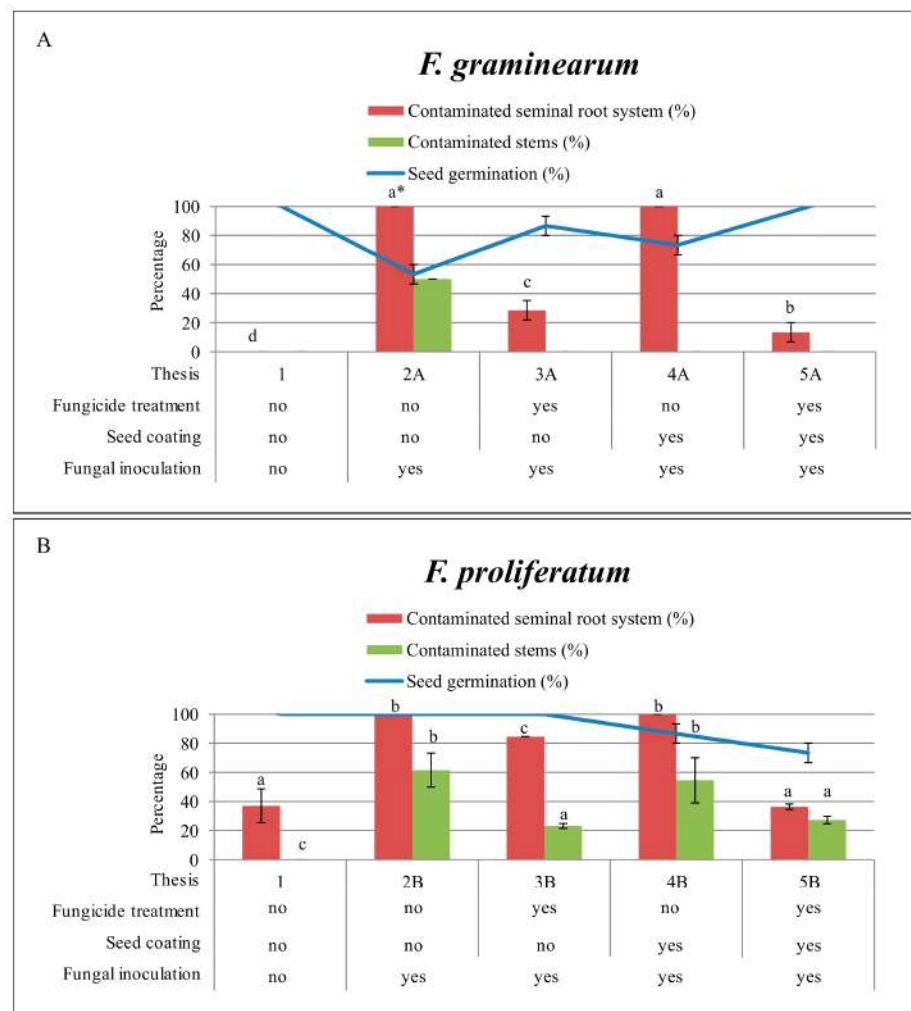 A
F. graminearum
Contaminated seminal root system (%)
Contaminated stems (%)
Seed germination (%)
a* a
100
80
c
60
40
b
20
d
0
Percentage
Thesis 1 2A 3A 4A 5A
Fungicide treatment no no yes no yes
Seed coating no no no yes yes
Fungal inoculation no yes yes yes yes
B
F. proliferatum
Contaminated seminal root system (%)
Contaminated stems (%)
Seed germination (%)
b b
100
b c b
80
a a a
60
a
40
20
c
0
Percentage
Thesis 1 2B 3B 4B 5B
Fungicide treatment no no yes no yes
Seed coating no no no yes yes
Fungal inoculation no yes yes yes yes